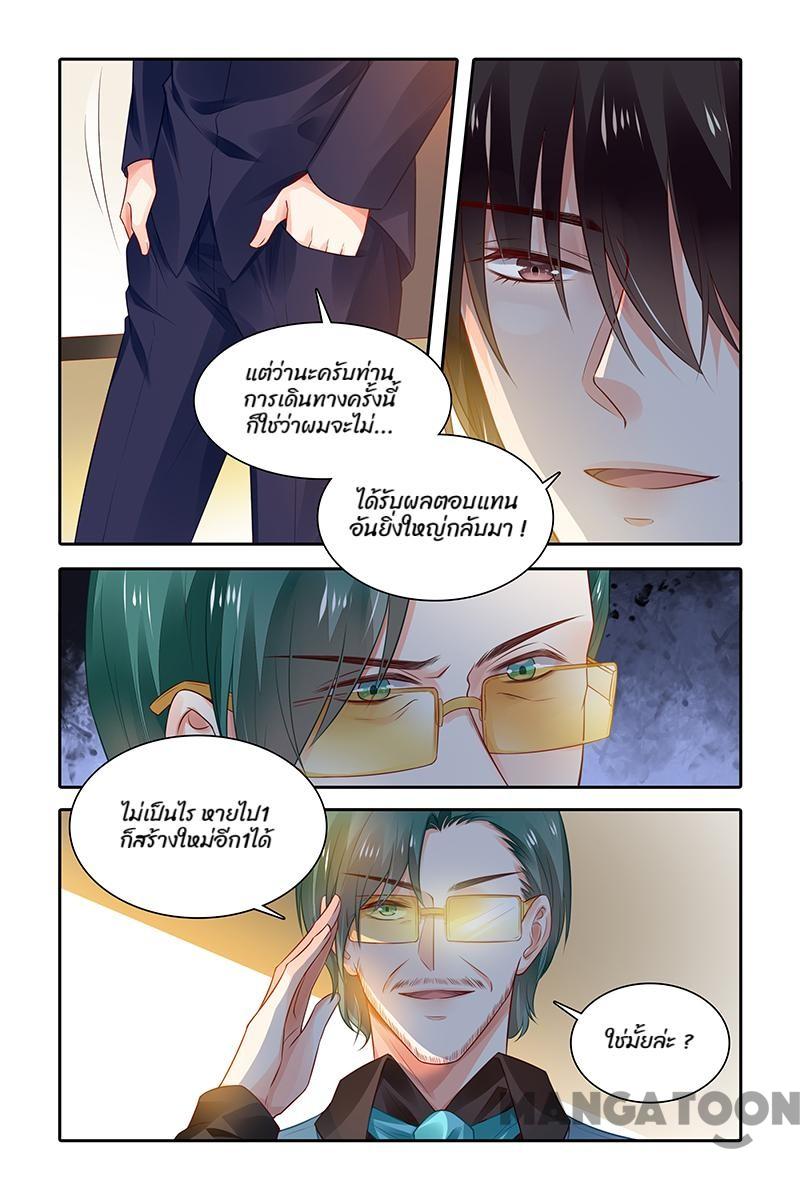 แต่ว่านะครับท่าน
การเดินทางครั้งนี้
ก็ใช่ว่าผมจะไม่...
ได้รับผลตอบแทน
อันยิ่งใหญ่กลับมา !
ไม่เป็นไร หายไป1
ก็สร้างใหม่อีก1ได้
ใช่มั้ยล่ะ ?
MANGATOON